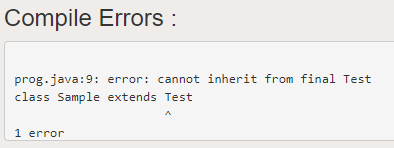 Compile Errors :
prog.java:9: error: cannot inherit from final Test
class Sample extends Test
^
1 error